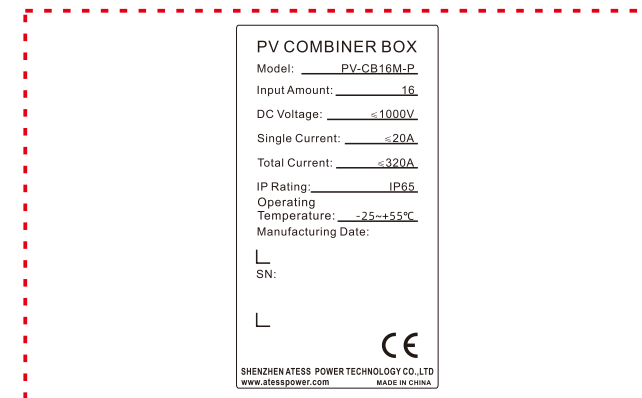 PV COMBINER BOX
Model: PV-CB16M-P
Input Amount: 16
DC Voltage: ≤1000V
Single Current: ≤20A
Total Current: ≤320A
IP Rating: IP65
Operating
Temperature: -25~+55℃
Manufacturing Date:
SN:
CE
SHENZHEN ATESS POWER TECHNOLOGY CO.,LTD
www.atesspower.com MADE IN CHINA